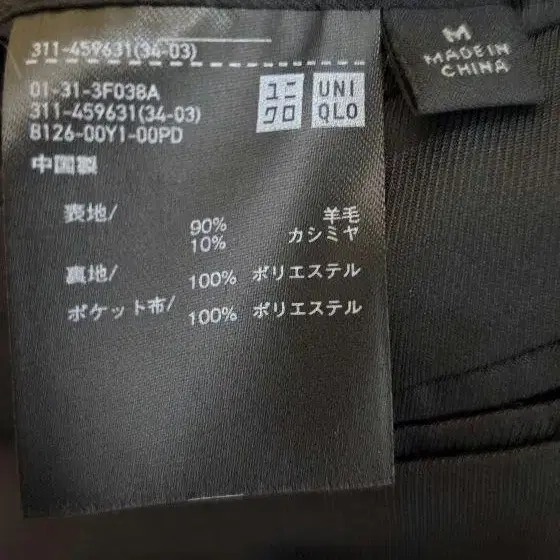 311-459631(34-03)
01-31-3F038A
311-459631(34-03)
B126-00Y1-00PD
ユニ
クロ
UNI
QLO
中国製
表地/
90% 羊毛
10% カシミヤ
裏地/ 100% ポリエステル
ポケット布/ 100% ポリエステル
M
MADE IN
CHINA